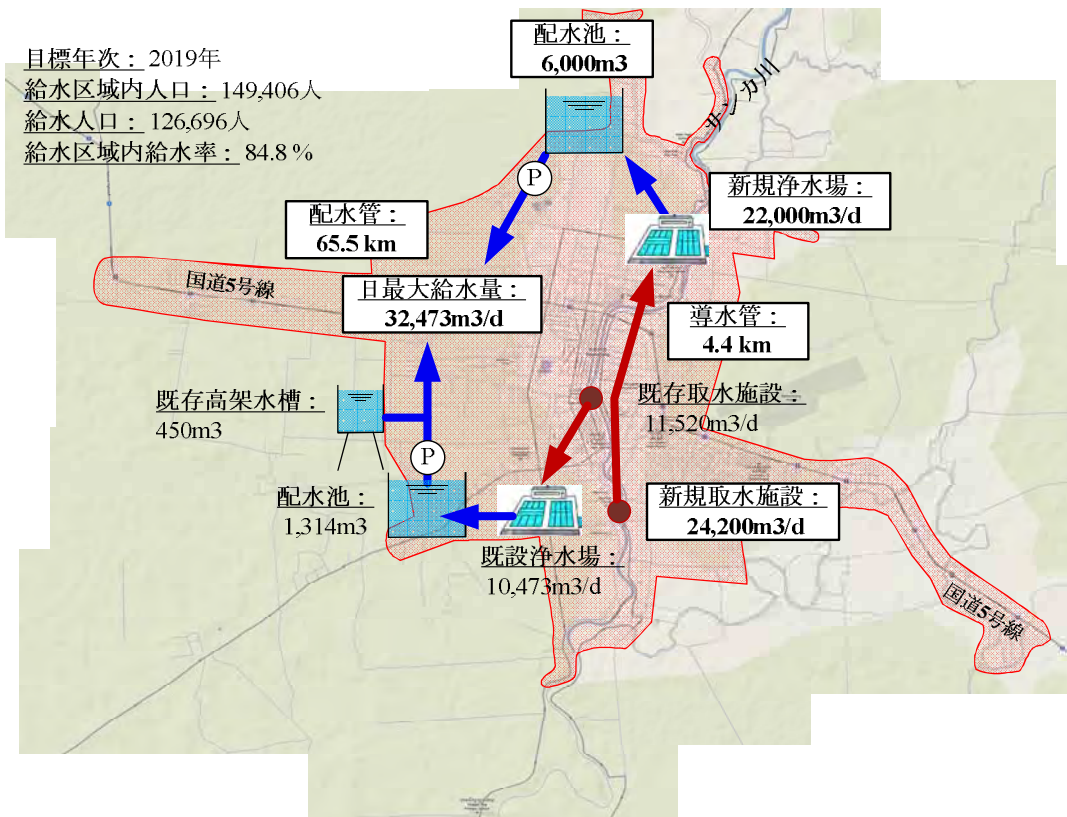 目標年次： 2019年
給水区域内人口： 149,406人
給水人口： 126,696人
給水区域内給水率： 84.8 %
配水池：
6,000m3
サンカ川
P
新規浄水場：
22,000m3/d
配水管：
65.5 km
国道5号線
日最大給水量：
32,473m3/d
導水管：
4.4 km
既存高架水槽：
450m3
既存取水施設：
11,520m3/d
P
配水池：
1,314m3
新規取水施設：
24,200m3/d
既設浄水場：
10,473m3/d
国道5号線